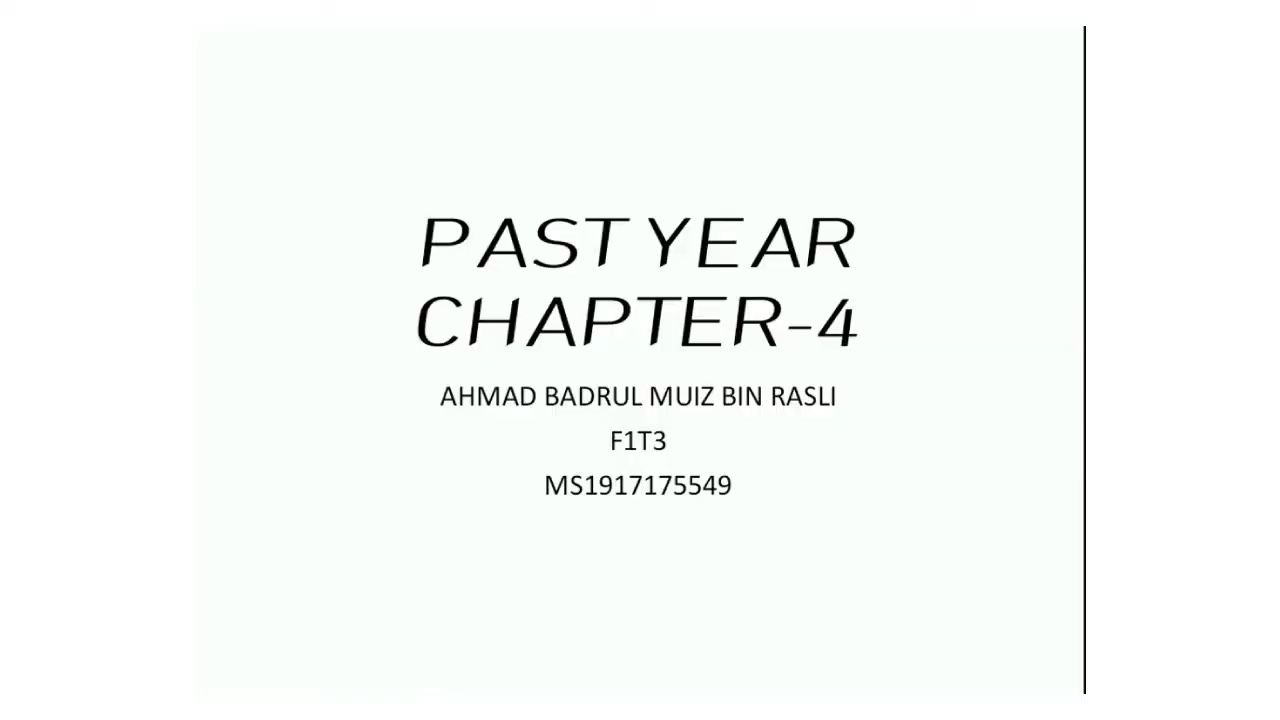 PAST YEAR
CHAPTER-4
AHMAD BADRUL MUIZ BIN RASLI
F1T3
MS1917175549